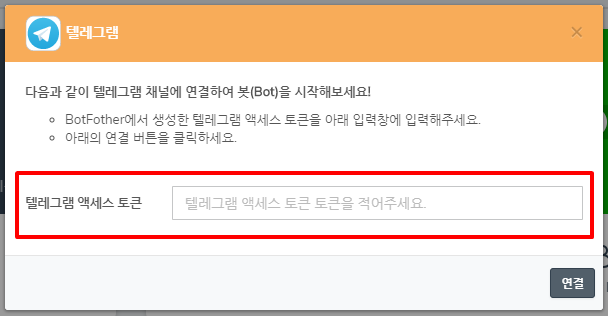 텔레그램
×
다음과 같이 텔레그램 채널에 연결하여 봇(Bot)을 시작해보세요!
BotFother에서 생성한 텔레그램 액세스 토큰을 아래 입력창에 입력해주세요.
아래의 연결 버튼을 클릭하세요.
텔레그램 액세스 토큰 텔레그램 액세스 토큰 토큰을 적어주세요.
연결